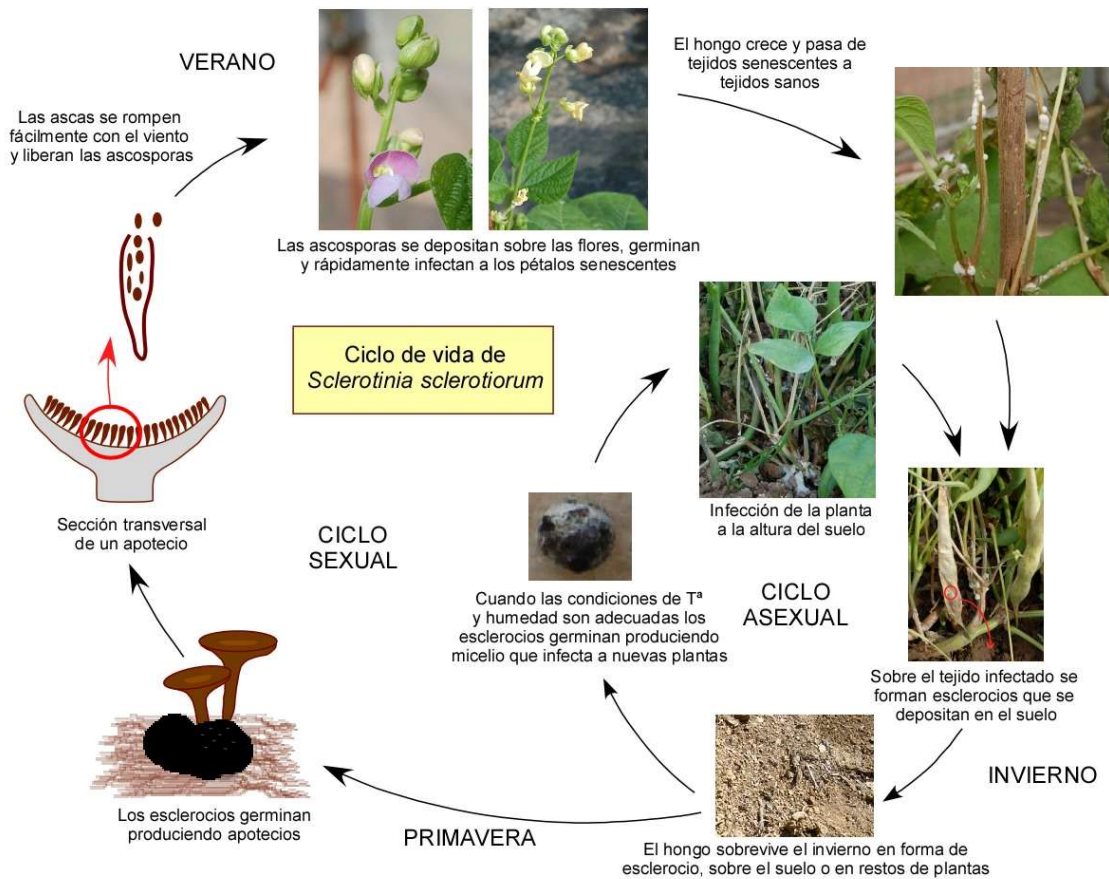 VERANO
Las ascas se rompen
fácilmente con el viento
y liberan las ascosporas
El hongo crece y pasa de
tejidos senescentes a
tejidos sanos
Las ascosporas se depositan sobre las flores, germinan
y rápidamente infectan a los pétalos senescentes
Ciclo de vida de
Sclerotinia sclerotiorum
Sección transversal
de un apotecio
CICLO
SEXUAL
Infección de la planta
a la altura del suelo
Cuando las condiciones de Tª
y humedad son adecuadas los
esclerocios germinan produciendo
micelio que infecta a nuevas plantas
CICLO
ASEXUAL
Sobre el tejido infectado se
forman esclerocios que se
depositan en el suelo
INVIERNO
Los esclerocios germinan
produciendo apotecios
PRIMAVERA
El hongo sobrevive el invierno en forma de
esclerocio, sobre el suelo o en restos de plantas